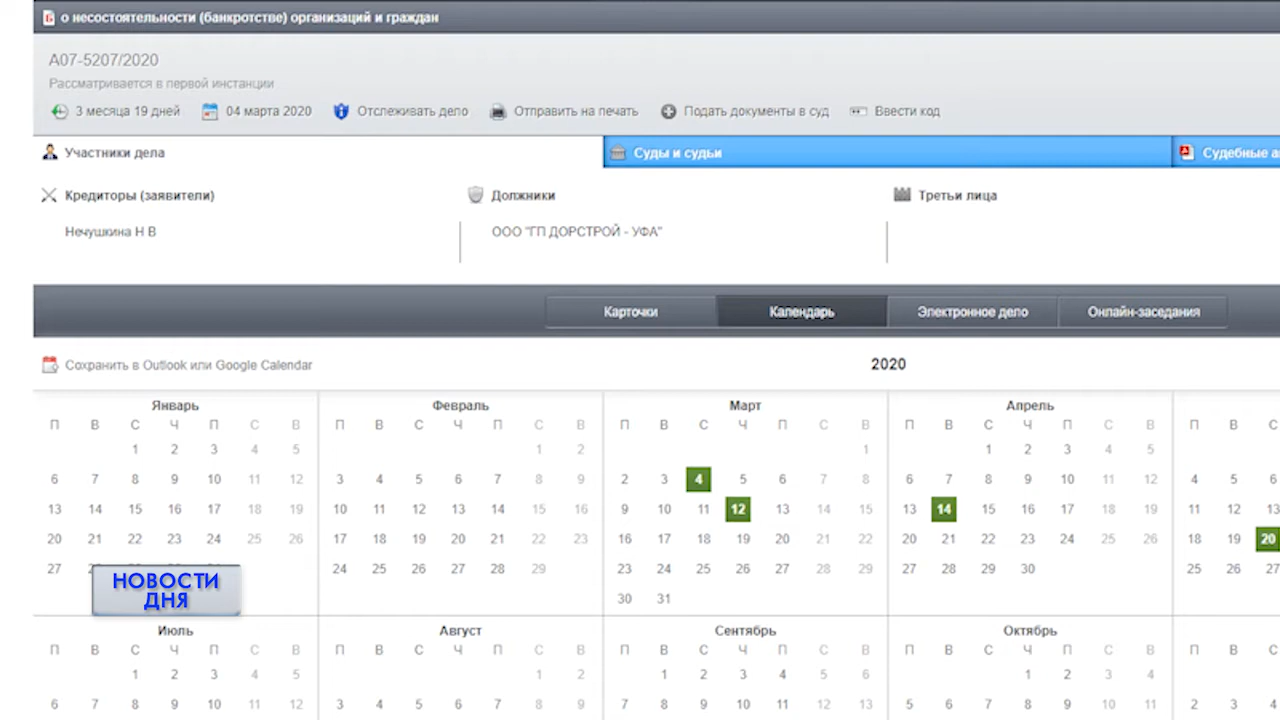 Б о несостоятельности (банкротстве) организаций и граждан
А07-5207/2020
Рассматривается в первой инстанции
3 месяца 19 дней 04 марта 2020 Отслеживать дело Отправить на печать Подать документы в суд Ввести код
Участники дела Суды и судьи Судебные а
Кредиторы (заявители) Должники Третьи лица
Нечушкина Н В ООО "ГП ДОРСТРОЙ - УФА"
Карточки Календарь Электронное дело Онлайн-заседания
Сохранить в Outlook или Google Calendar 2020
Январь Февраль Март Апрель
П В С Ч П С В П В С Ч П С В П В С Ч П С В П В С Ч П С В П В С
1 2 3 4 5 1 2 1 1 2 3 4 5
6 7 8 9 10 11 12 3 4 5 6 7 8 9 2 3 4 5 6 7 8 6 7 8 9 10 11 12 4 5 6
13 14 15 16 17 18 19 10 11 12 13 14 15 16 9 10 11 12 13 14 15 13 14 15 16 17 18 19 11 12 13
20 21 22 23 24 25 26 17 18 19 20 21 22 23 16 17 18 19 20 21 22 20 21 22 23 24 25 26 18 19 20
27 24 25 26 27 28 29 23 24 25 26 27 28 29 27 28 29 30 25 26 27
НОВОСТИ
ДНЯ
30 31
Июль Август Сентябрь Октябрь
П В С Ч П С В П В С Ч П С В П В С Ч П С В П В С Ч П С В П В С
1 2 3 4 5 1 2 1 2 3 4 5 6 1 2 3 4
6 7 8 9 10 11 12 3 4 5 6 7 8 9 7 8 9 10 11 12 13 5 6 7 8 9 10 11 2 3 4